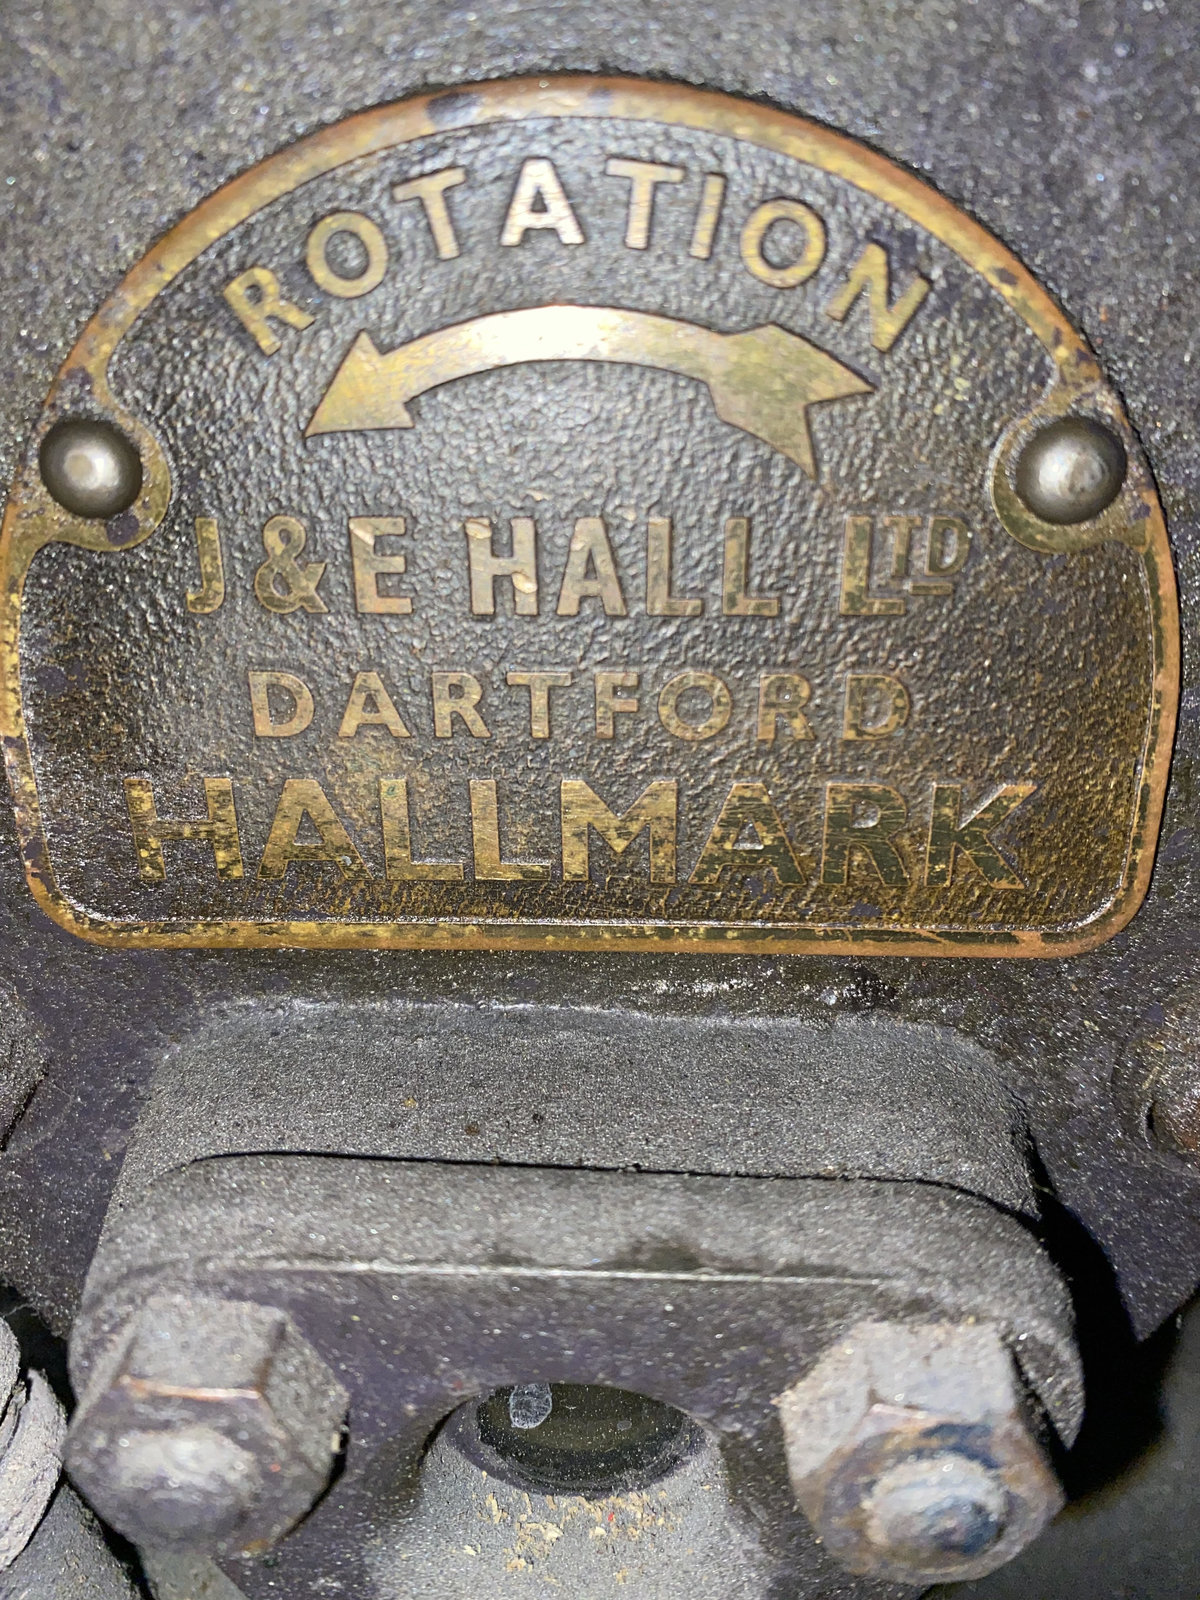 ROTATION
J & E HALL LTD
DARTFORD
HALLMARK